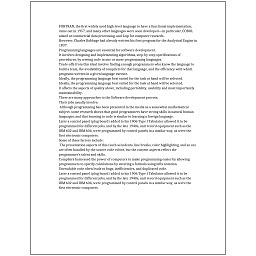 FORTRAN, the first widely used high-level language to have a functional implementation,
came out in 1957, and many other languages were soon developed—in particular, COBOL
aimed at commercial data processing, and Lisp for computer research.
However, Charles Babbage had already written his first program for the Analytical Engine in
1837.
Programming languages are essential for software development.
It involves designing and implementing algorithms, step-by-step specifications of
procedures, by writing code in one or more programming languages.
Trade-offs from this ideal involve finding enough programmers who know the language to
build a team, the availability of compilers for that language, and the efficiency with which
programs written in a given language execute.
Ideally, the programming language best suited for the task at hand will be selected.
Ideally, the programming language best suited for the task at hand will be selected.
It affects the aspects of quality above, including portability, usability and most importantly
maintainability.
There are many approaches to the Software development process.
Their jobs usually involve:
Computer programming has been presented in the media as a somewhat mathematical
subject, some research shows that good programmers have strong skills in natural human
languages, and that learning to code is similar to learning a foreign language.
Later a control panel (plug board) added to his 1906 Type I Tabulator allowed it to be
programmed for different jobs, and by the late 1940s, unit record equipment such as the
IBM 602 and IBM 604, were programmed by control panels in a similar way, as were the
first electronic computers.
Some of these factors include:
The presentation aspects of this (such as indents, line breaks, color highlighting, and so on)
are often handled by the source code editor, but the content aspects reflect the
programmer's talent and skills.
Compilers harnessed the power of computers to make programming easier by allowing
programmers to specify calculations by entering a formula using infix notation.
Unreadable code often leads to bugs, inefficiencies, and duplicated code.
Later a control panel (plug board) added to his 1906 Type I Tabulator allowed it to be
programmed for different jobs, and by the late 1940s, unit record equipment such as the
IBM 602 and IBM 604, were programmed by control panels in a similar way, as were the
first electronic computers.